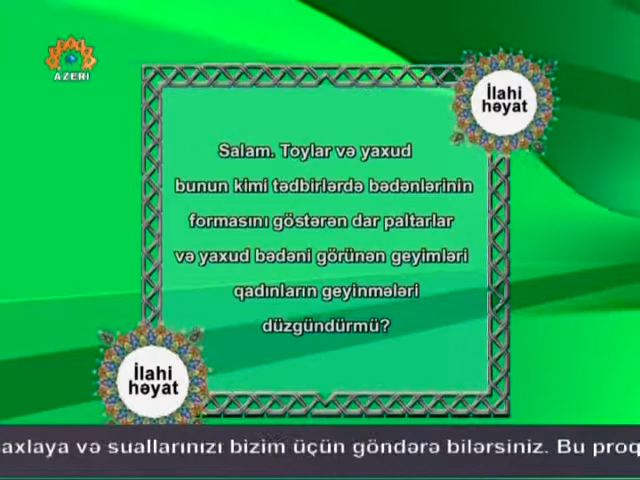 AZERI
İlahi
həyat
Salam. Toylar və yaxud
bunun kimi tədbirlərdə bədənlərinin
formasını göstərən dar paltarlar
və yaxud bədəni görünən geyimləri
qadınların geyinmələri
düzgündürmü?
İlahi
həyat
axlaya və suallarınızı bizim üçün göndərə bilərsiniz. Bu proq